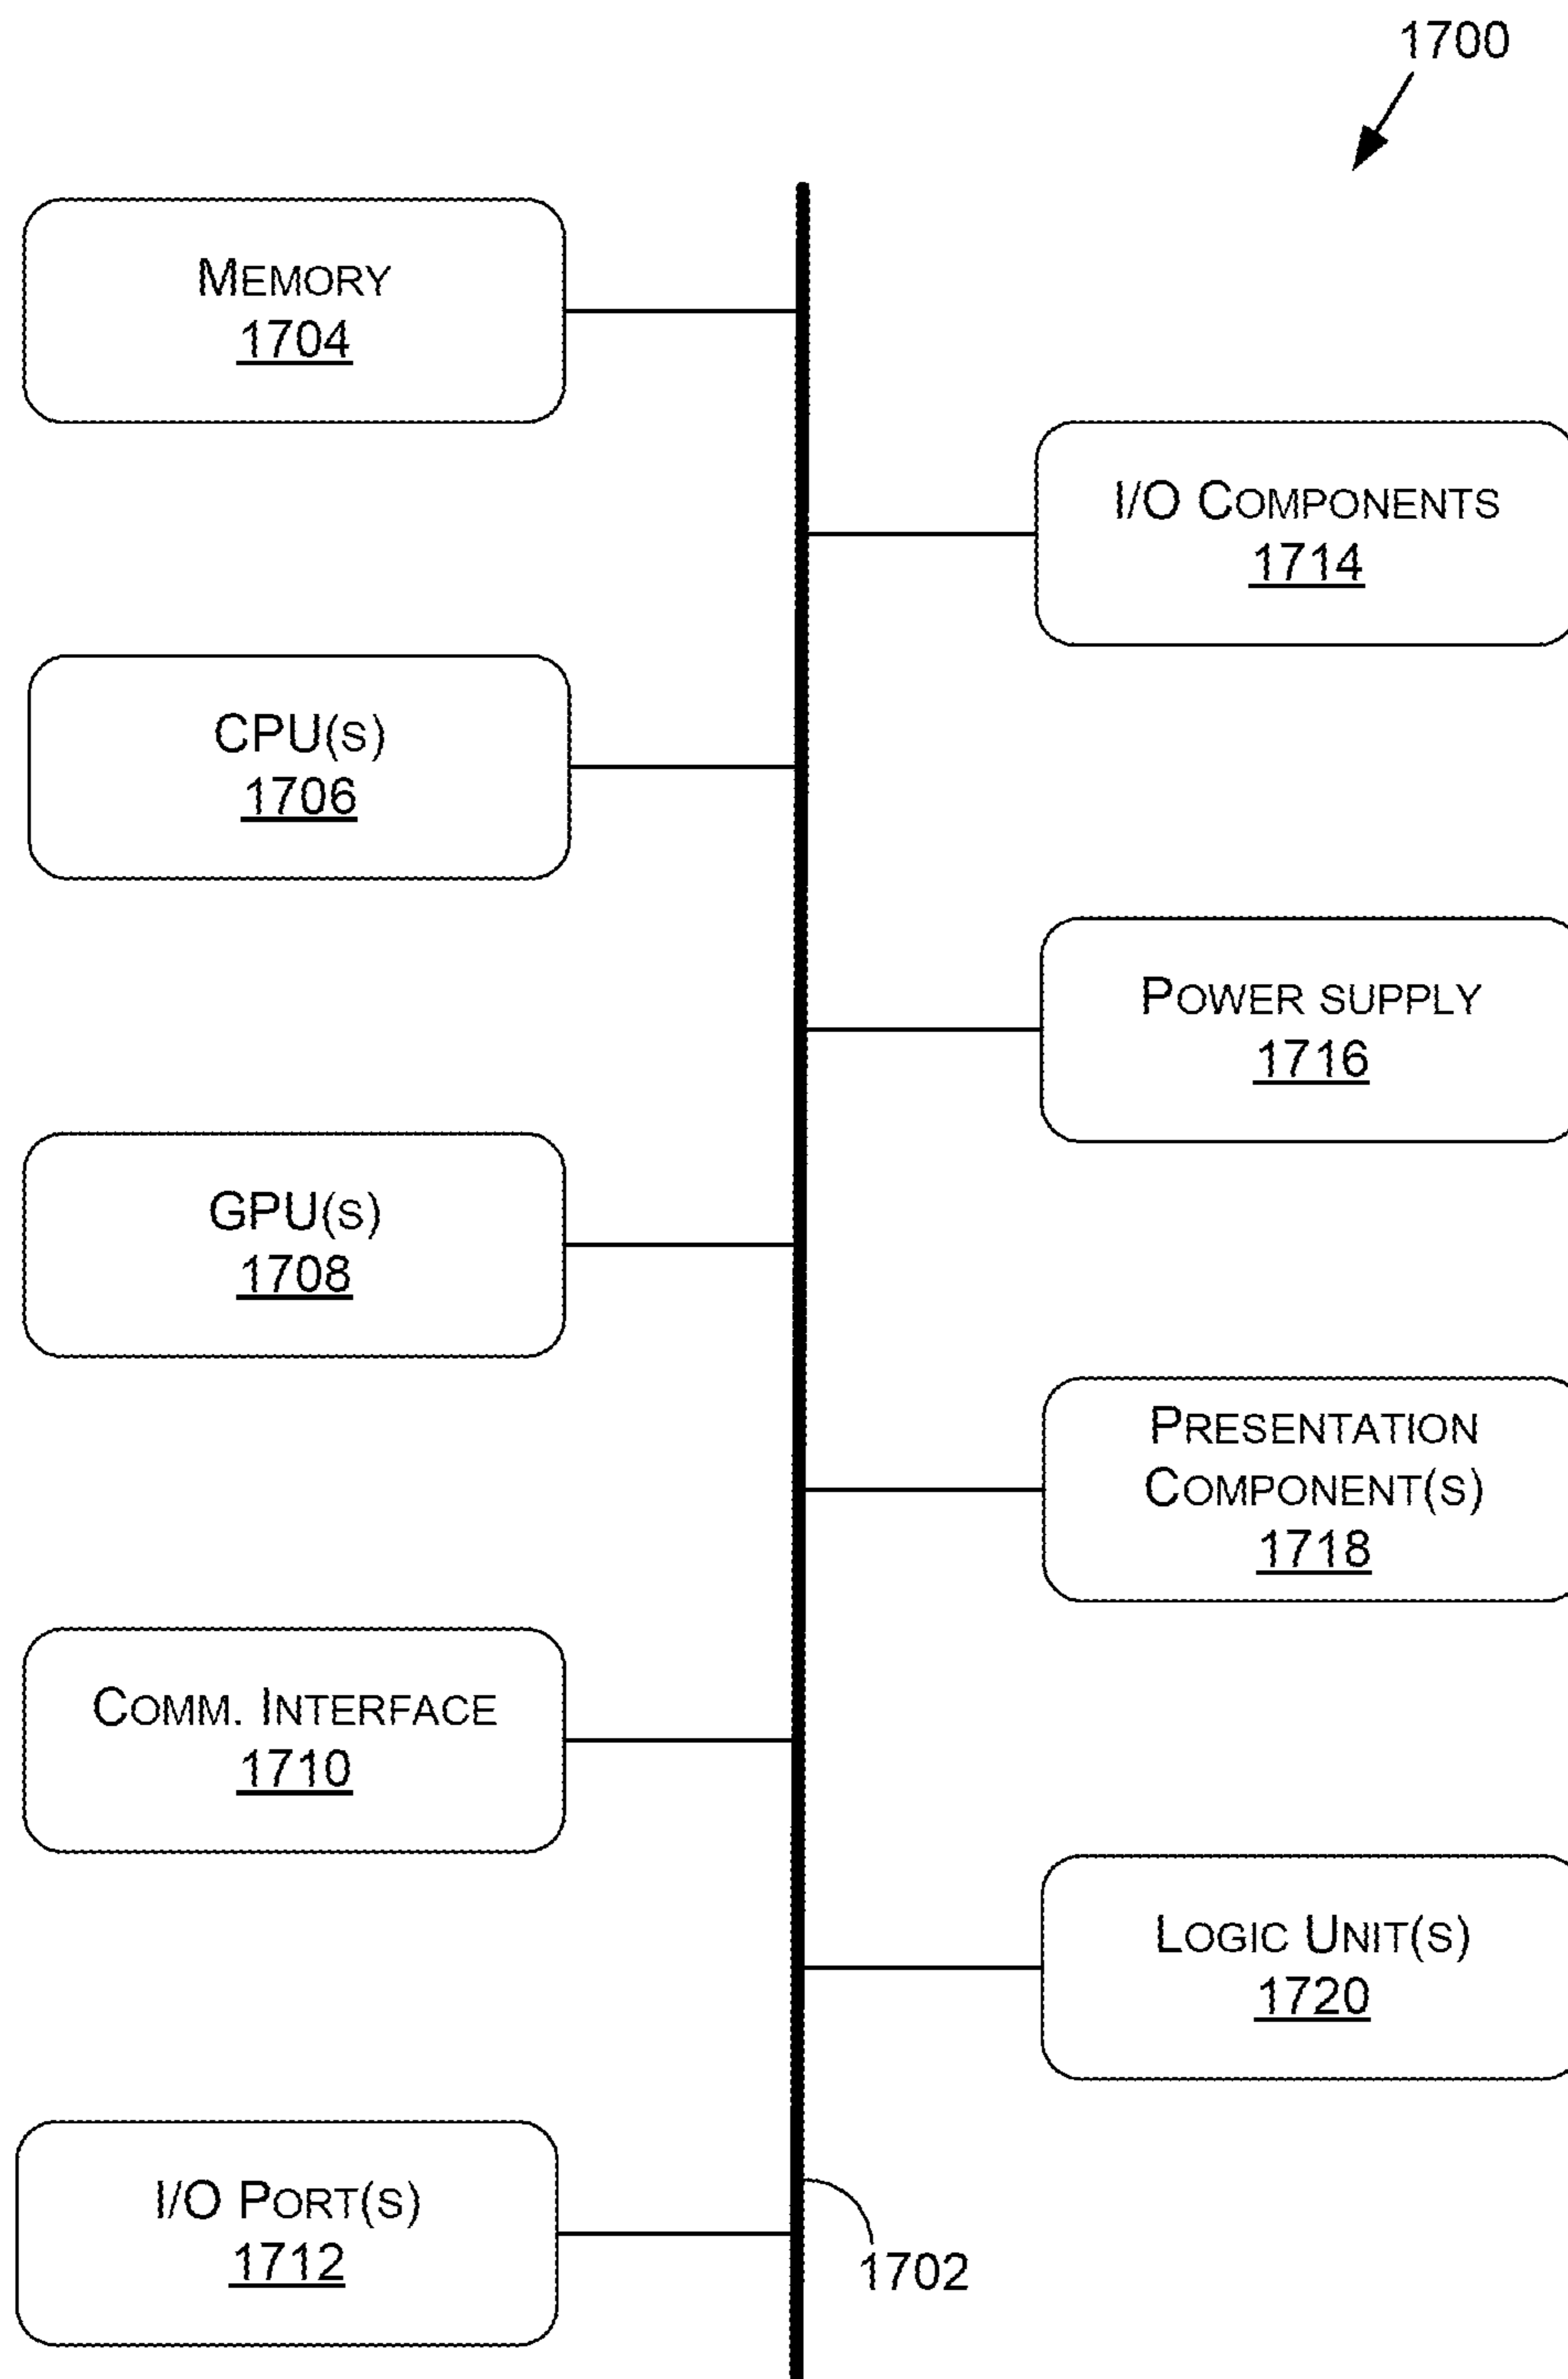 1700
MEMORY
1704
I/O COMPONENTS
1714
CPU(S)
1706
POWER SUPPLY
1716
GPU(S)
1708
PRESENTATION
COMPONENT(S)
1718
COMM. INTERFACE
1710
LOGIC UNIT(S)
1720
I/O PORT(S)
1712
1702